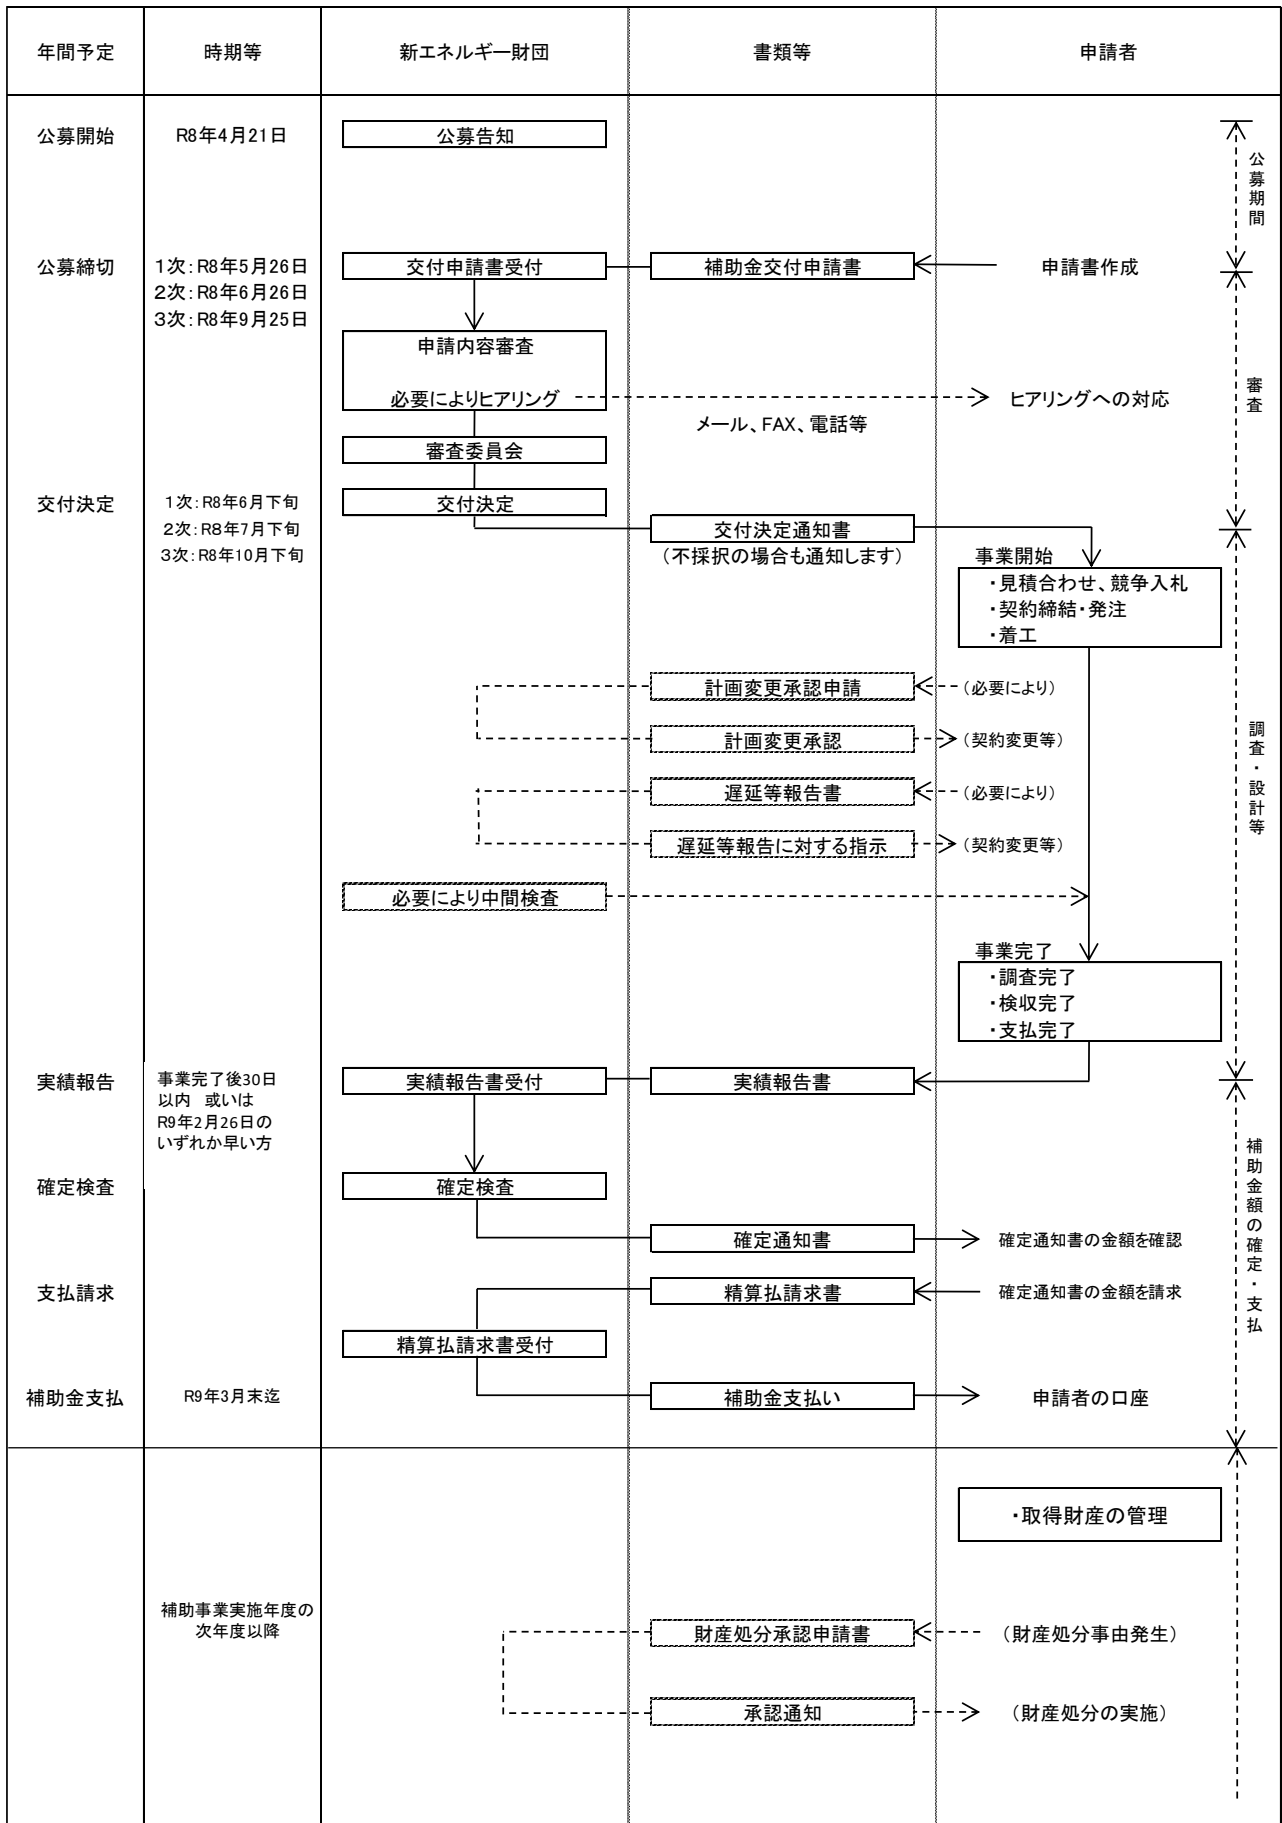 年間予定
時期等
新エネルギー財団
書類等
申請者
公募開始
R8年4月21日
公募告知
公募期間
公募締切
1次：R8年5月26日
2次：R8年6月26日
3次：R8年9月25日
交付申請書受付
補助金交付申請書
申請書作成
申請内容審査
必要によりヒアリング
ヒアリングへの対応
メール、FAX、電話等
審査
審査委員会
交付決定
1次：R8年6月下旬
2次：R8年7月下旬
3次：R8年10月下旬
交付決定
交付決定通知書
（不採択の場合も通知します）
事業開始
・見積合わせ、競争入札
・契約締結・発注
・着工
計画変更承認申請
（必要により）
計画変更承認
（契約変更等）
遅延等報告書
（必要により）
遅延等報告に対する指示
（契約変更等）
調査・設計等
必要により中間検査
事業完了
・調査完了
・検収完了
・支払完了
実績報告
事業完了後30日
以内　或いは
R9年2月26日の
いずれか早い方
実績報告書受付
実績報告書
確定検査
確定検査
確定通知書
確定通知書の金額を確認
補助金額の確定・支払
支払請求
精算払請求書
確定通知書の金額を請求
精算払請求書受付
補助金支払
R9年3月末迄
補助金支払い
申請者の口座
・取得財産の管理
補助事業実施年度の
次年度以降
財産処分承認申請書
（財産処分事由発生）
承認通知
（財産処分の実施）